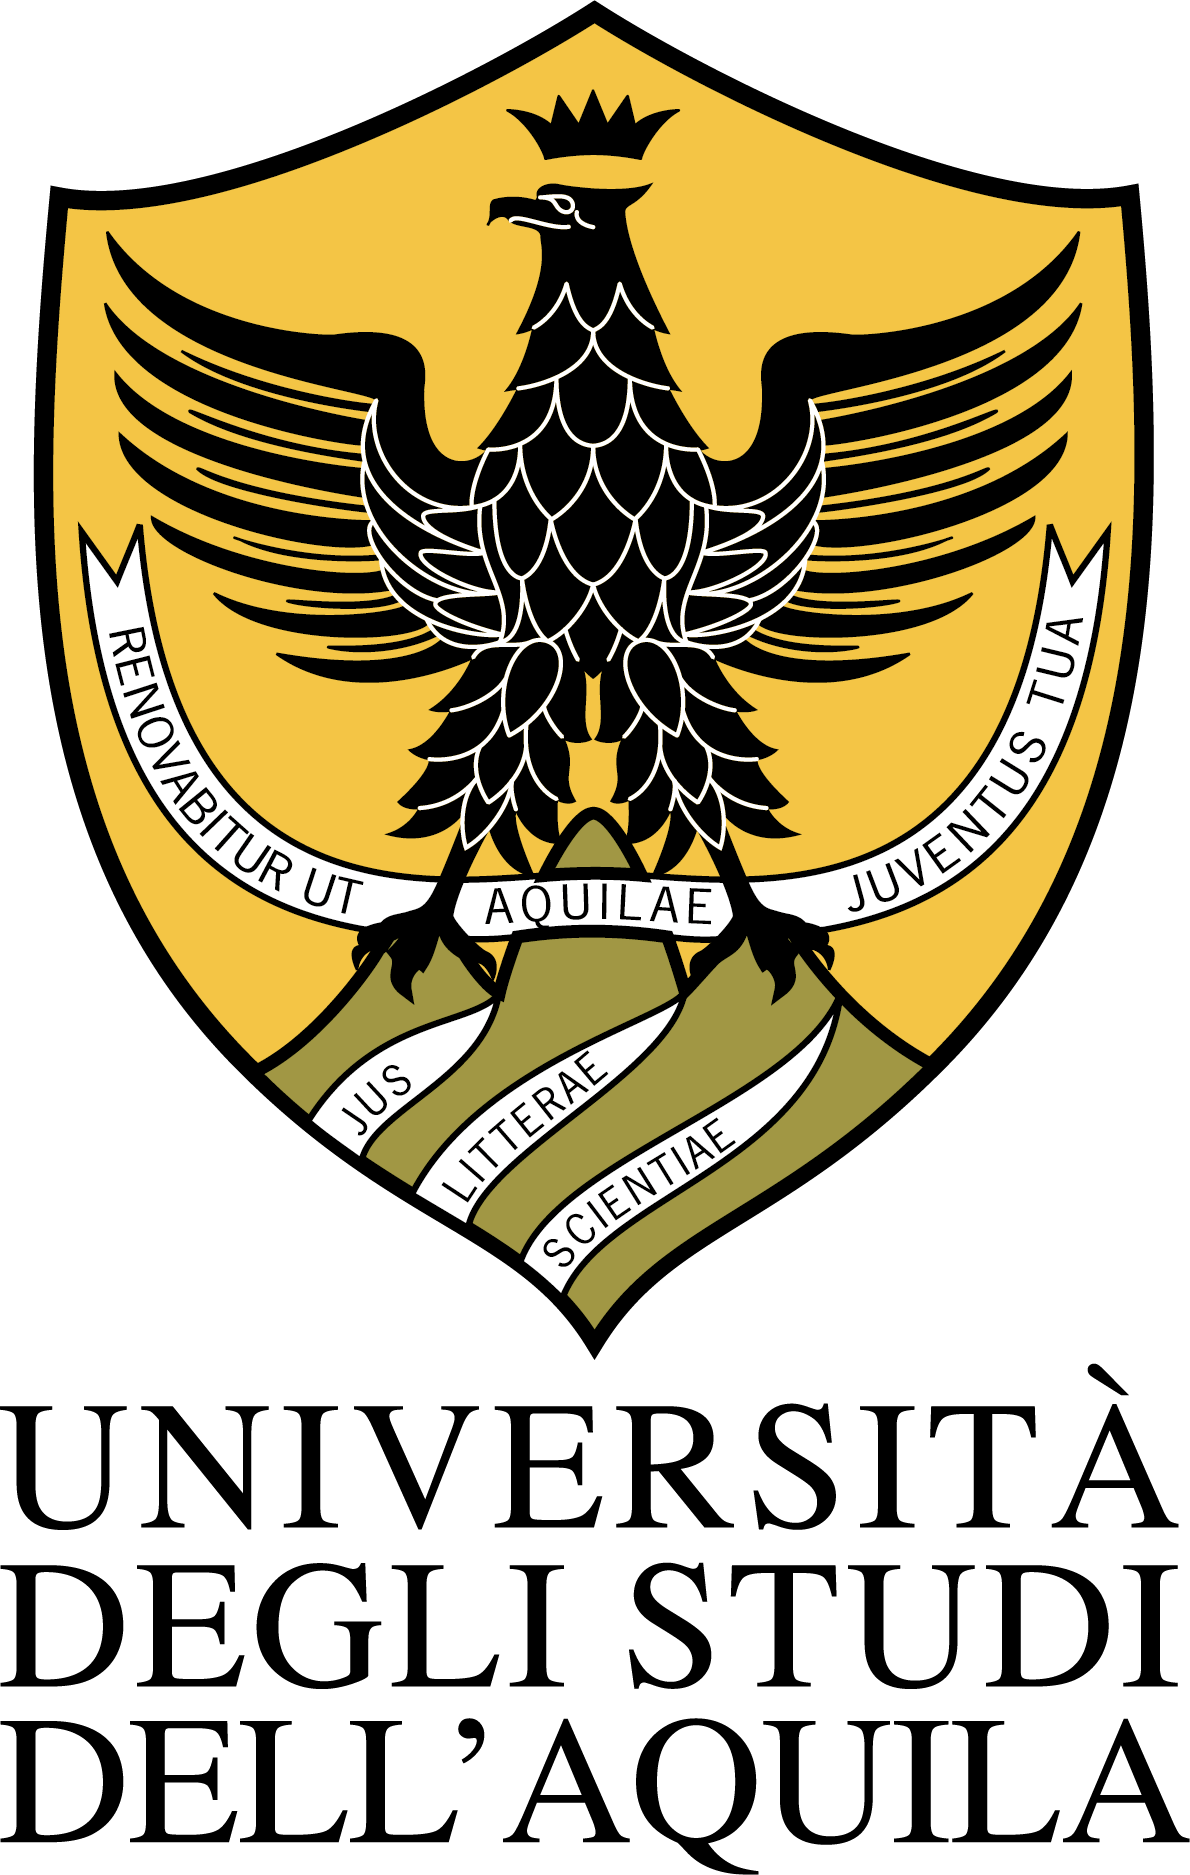 RENOVABITUR UT AQUILAE JUVENTUS TUA
JUS
LITTERAE
SCIENTIAE
UNIVERSITÀ
DEGLI STUDI
DELL’AQUILA